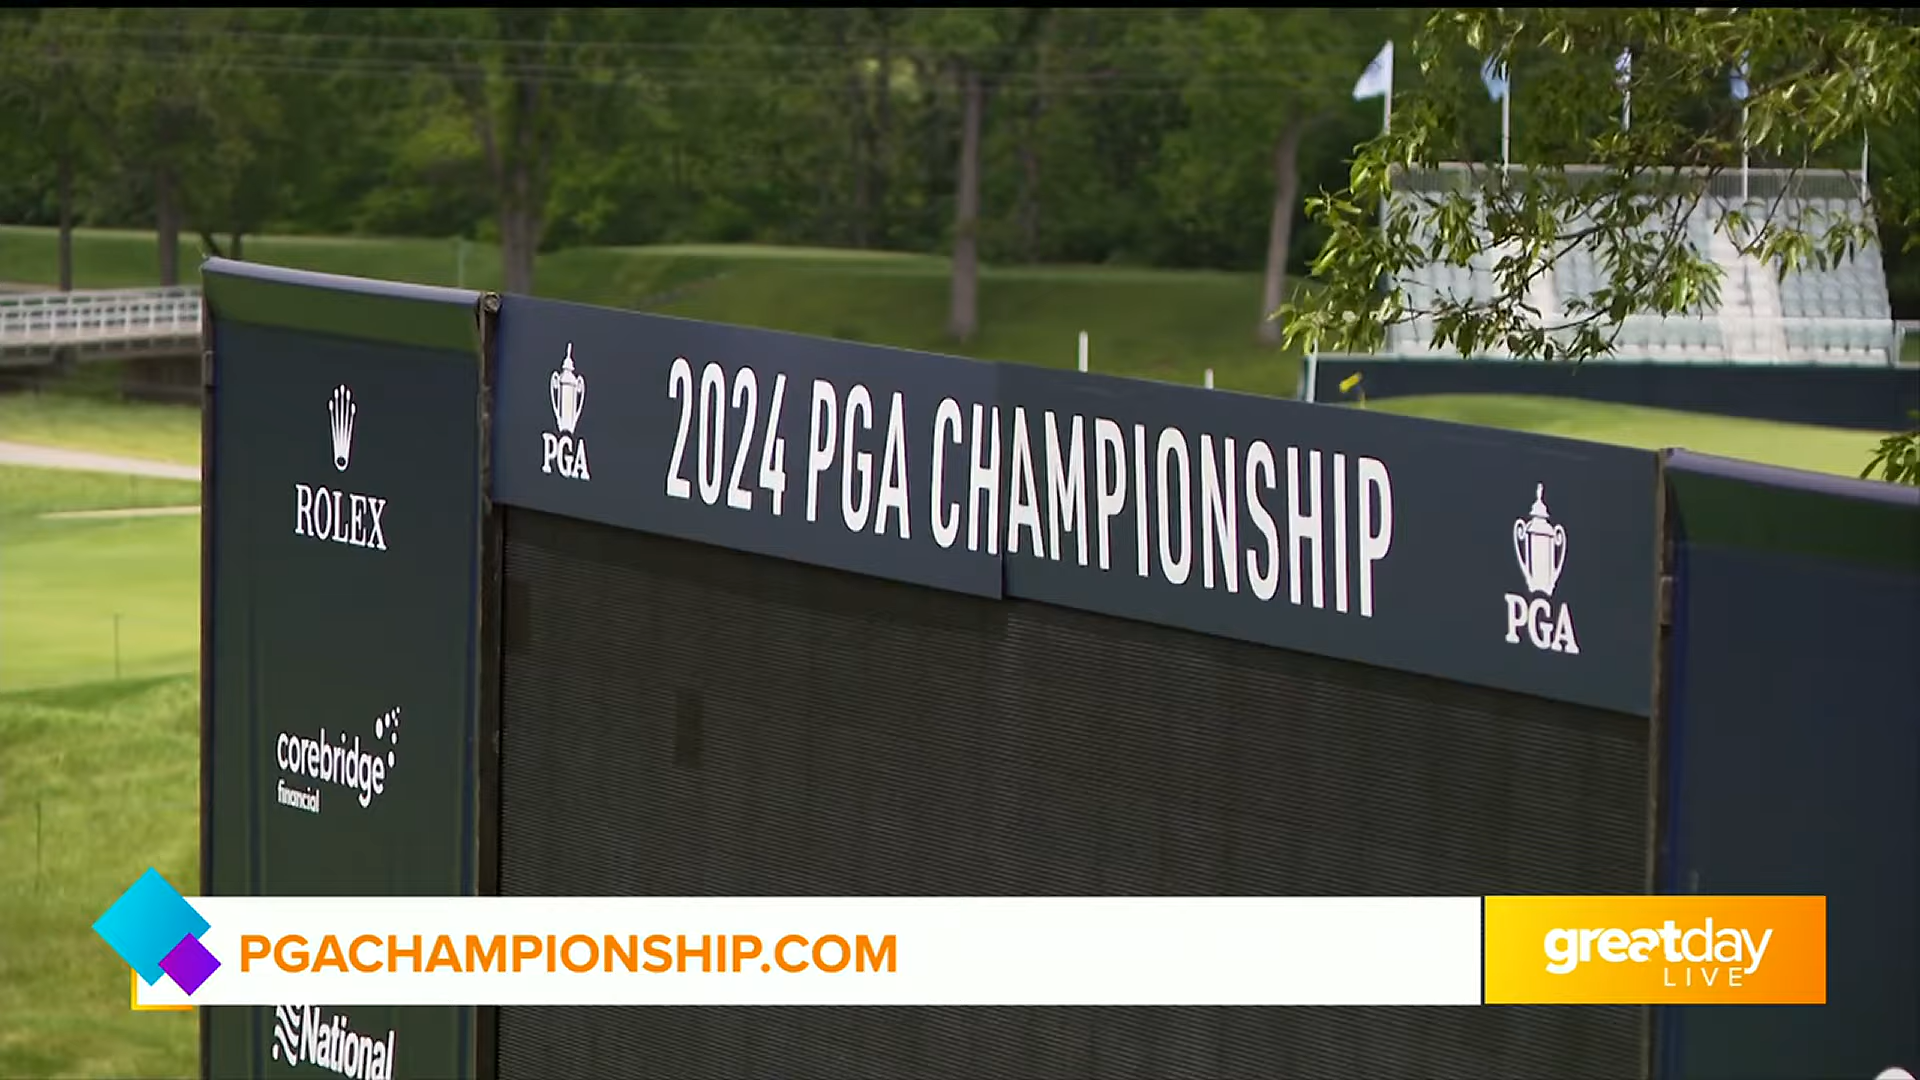 2024 PGA CHAMPIONSHIP
PGA
PGA
ROLEX
corebridge
financial
National
PGACHAMPIONSHIP.COM
greatday
LIVE